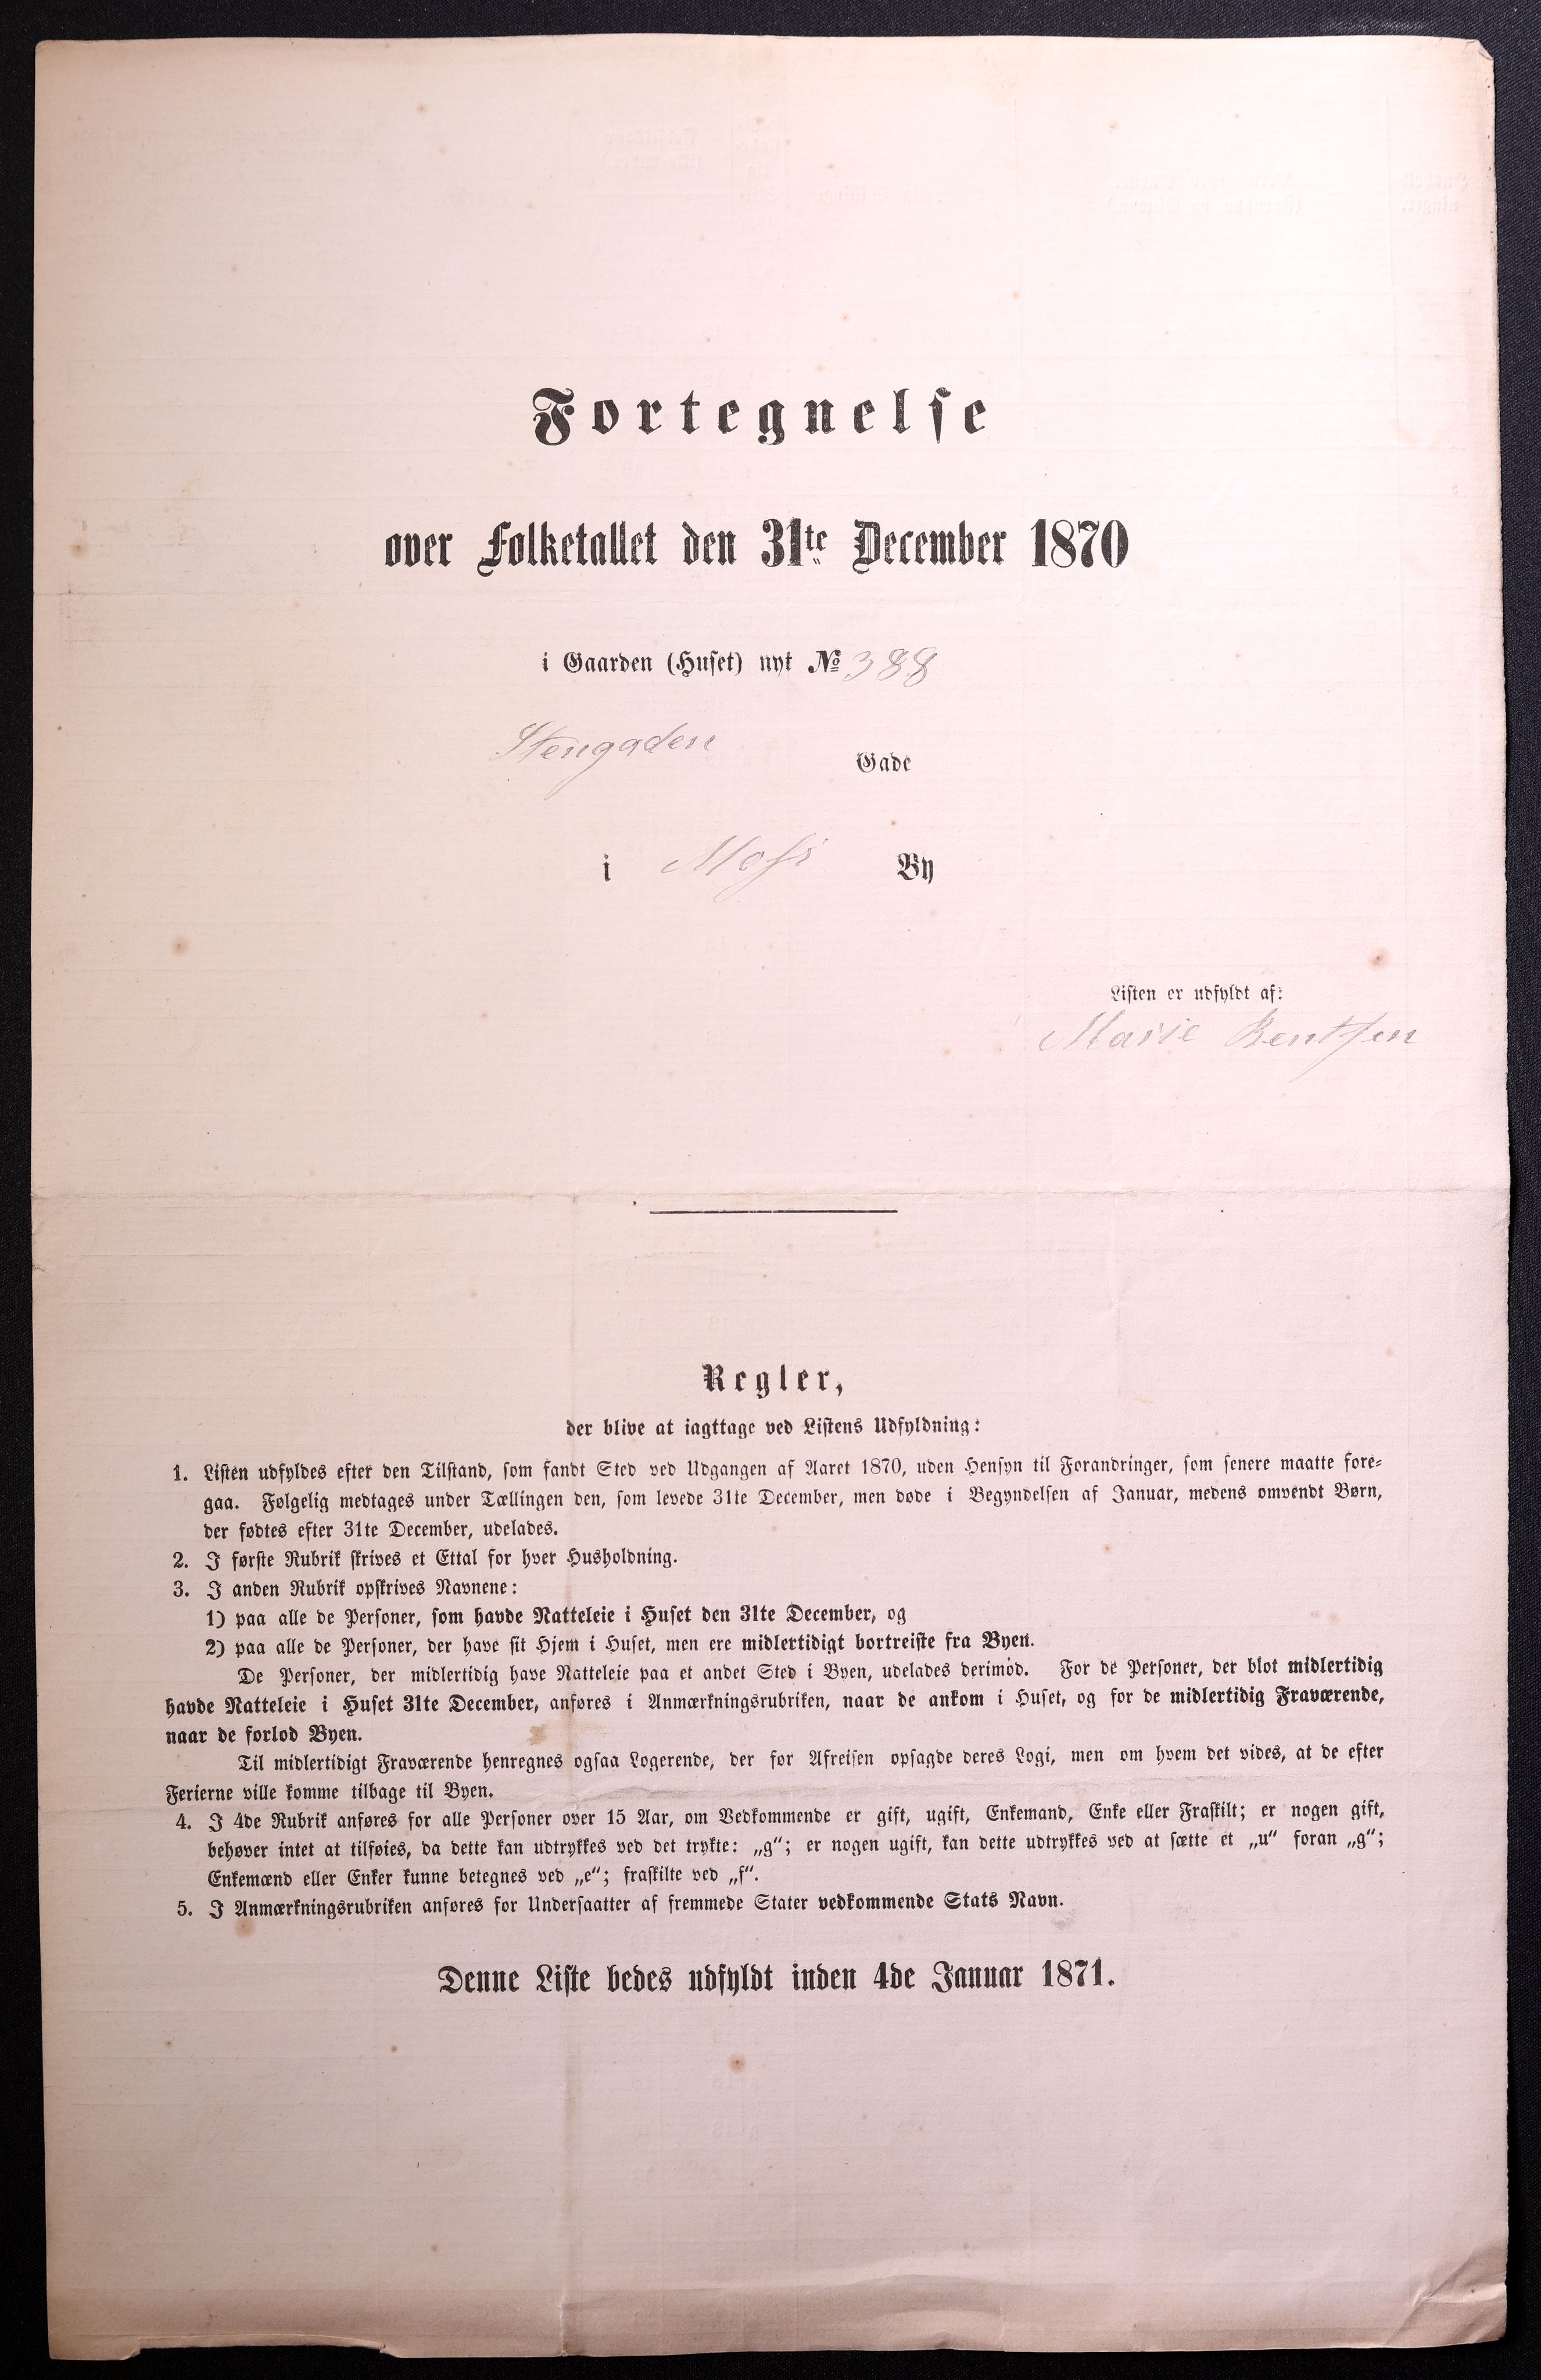 Fortegnelse
over Folketallet den 31te December 1870
i Gaarden (Huset) nyt № 388
Stengaden Gade
i Moss By
Listen er udfyldt af:
Marie Bentsen
Regler,
der blive at iagttage ved Listens Udfyldning:
1. Listen udfyldes efter den Tilstand, som fandt Sted ved Udgangen af Aaret 1870, uden Hensyn til Forandringer, som senere maatte fore-
gaa. Følgelig medtages under Tællingen den, som levede 31te December, men døde i Begyndelsen af Januar, medens omvendt Børn,
der fødtes efter 31te December, udelades.
2. I første Rubrik skrives et Ettal for hver Husholdning.
3. I anden Rubrik opskrives Navnene:
1) paa alle de Personer, som havde Natteleie i Huset den 31te December, og
2) paa alle de Personer, der have sit Hjem i Huset, men ere midlertidigt bortreiste fra Byen.
De Personer, der midlertidig have Natteleie paa et andet Sted i Byen, udelades derimod. For de Personer, der blot midlertidig
havde Natteleie i Huset 31te December, anføres i Anmærkningsrubriken, naar de ankom i Huset, og for de midlertidig Fraværende,
naar de forlod Byen.
Til midlertidigt Fraværende henregnes ogsaa Logerende, der før Afreisen opsagde deres Logi, men om hvem det vides, at de efter
Ferierne ville komme tilbage til Byen.
4. I 4de Rubrik anføres for alle Personer over 15 Aar, om Vedkommende er gift, ugift, Enkemand, Enke eller Fraskilt; er nogen gift,
behøver intet at tilføies, da dette kan udtrykkes ved det trykte: „g“; er nogen ugift, kan dette udtrykkes ved at sætte et „u“ foran „g“;
Enkemænd eller Enker kunne betegnes ved „e“; fraskilte ved „f“.
5. I Anmærkningsrubriken anføres for Undersaatter af fremmede Stater vedkommende Stats Navn.
Denne Liste bedes udfyldt inden 4de Januar 1871.